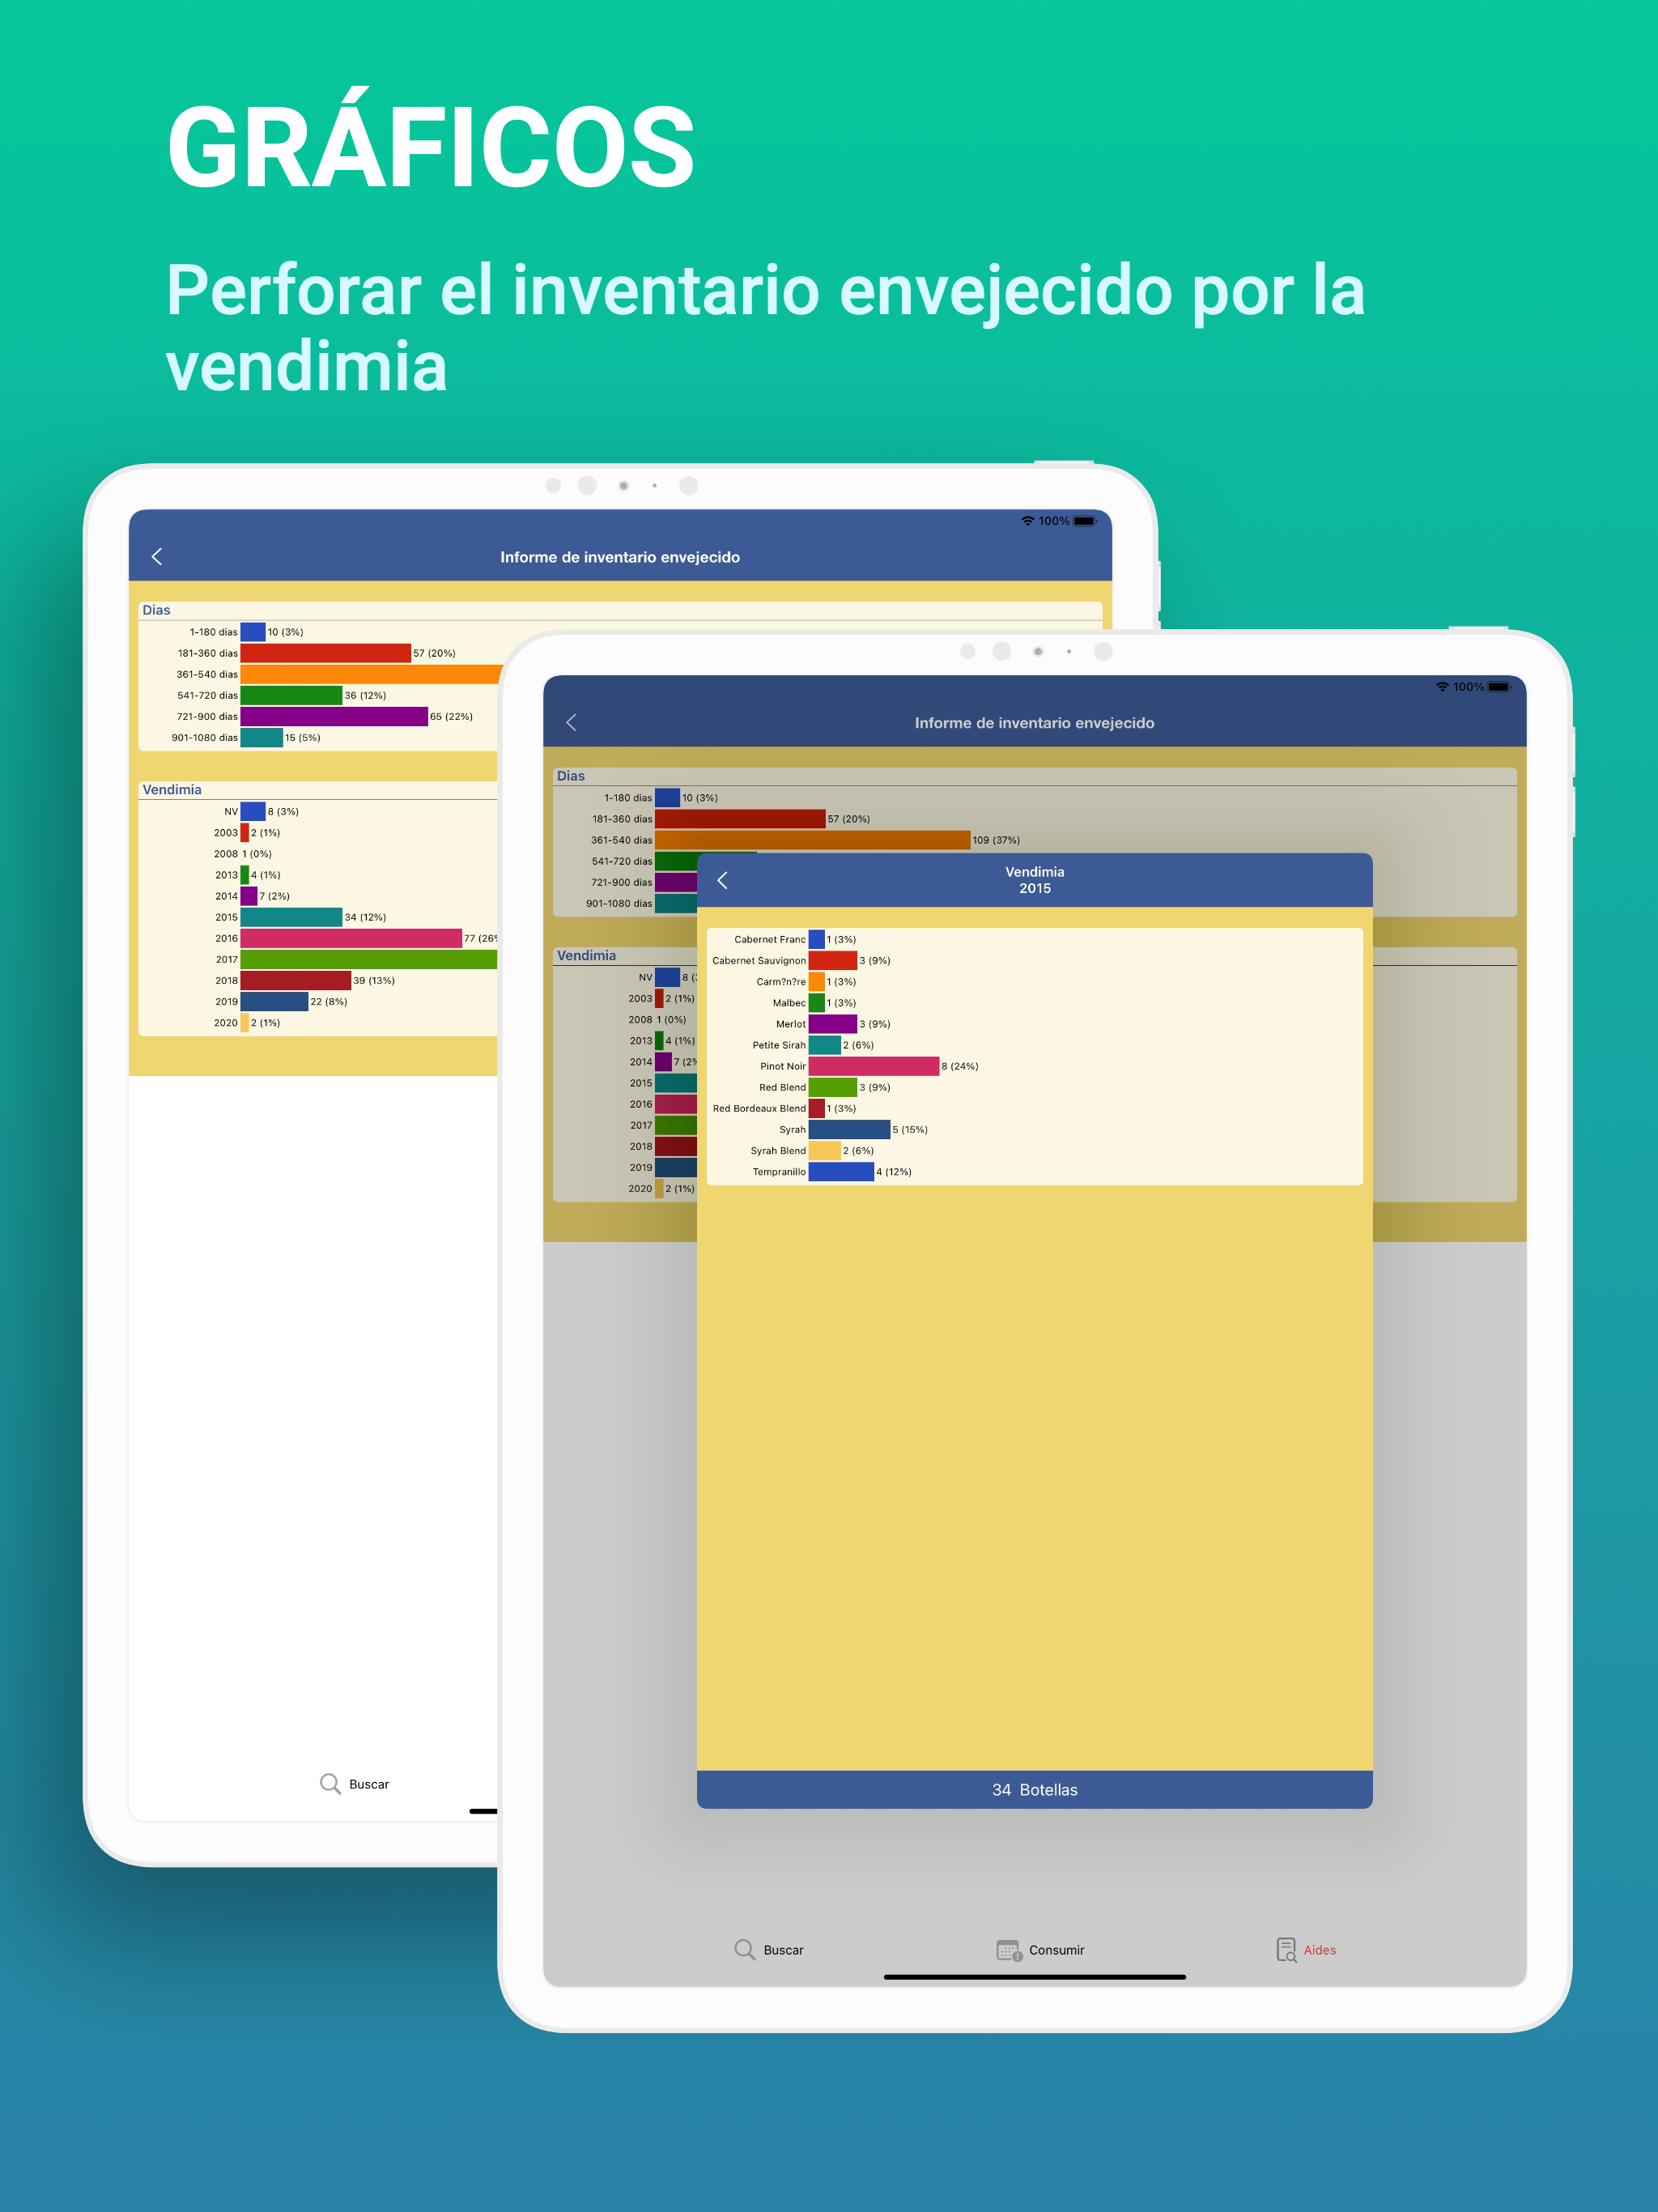 GRÁFICOS
Perforar el inventario envejecido por la
vendimia
100%
Informe de inventario envejecido
Dias
1-180 dias 10 (3%)
181-360 dias 57 (20%)
361-540 dias
541-720 dias 36 (12%)
721-900 dias 65 (22%)
901-1080 dias 15 (5%)
Vendimia
NV 8 (3%)
2003 2 (1%)
2008 1 (0%)
2013 4 (1%)
2014 7 (2%)
2015 34 (12%)
2016 77 (26%
2017
2018 39 (13%)
2019 22 (8%)
2020 2 (1%)
Buscar
100%
Informe de inventario envejecido
Dias
1-180 dias 10 (3%)
181-360 dias 57 (20%)
361-540 dias 109 (37%)
541-720 dias
721-900 dias
901-1080 dias
Vendimia
NV 8 (
2003 2 (1%)
2008 1 (0%)
2013 4 (1%)
2014 7 (2%
2015
2016
2017
2018
2019
2020 2 (1%)
Vendimia
2015
Cabernet Franc 1 (3%)
Cabernet Sauvignon 3 (9%)
Carm?n?re 1 (3%)
Malbec 1 (3%)
Merlot 3 (9%)
Petite Sirah 2 (6%)
Pinot Noir 8 (24%)
Red Blend 3 (9%)
Red Bordeaux Blend 1 (3%)
Syrah 5 (15%)
Syrah Blend 2 (6%)
Tempranillo 4 (12%)
34 Botellas
Buscar
Consumir
Aides